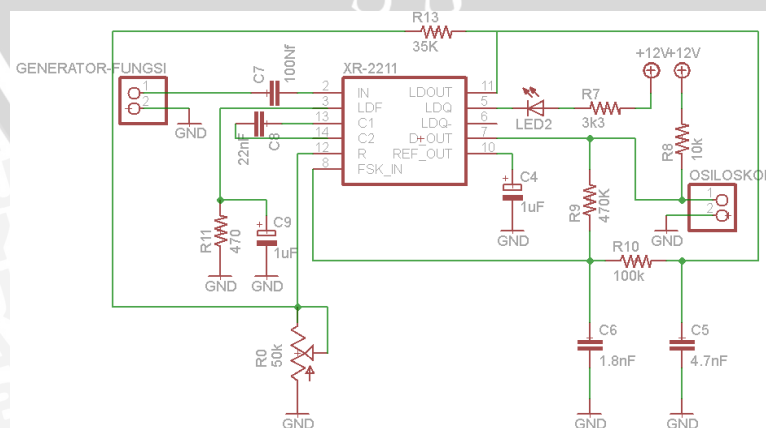 R13
35K
GENERATOR-FUNGSI
1
2
GND
C7
100Nf
XR-2211
2 IN LDOUT 11
3 LDF LDQ 5
13 C1 LDQ- 6
14 C2 D+_OUT 7
12 R REF_OUT 10
8 FSK_IN
22nF
C8
LED2
R7
3k3
+12V
+12V
R8
10k
OSILOSKOP
1
2
GND
C4
1uF
GND
R9
470K
R11
470
GND
C9
1uF
GND
R10
100k
R0
50k
GND
C6
1.8nF
GND
C5
4.7nF
GND